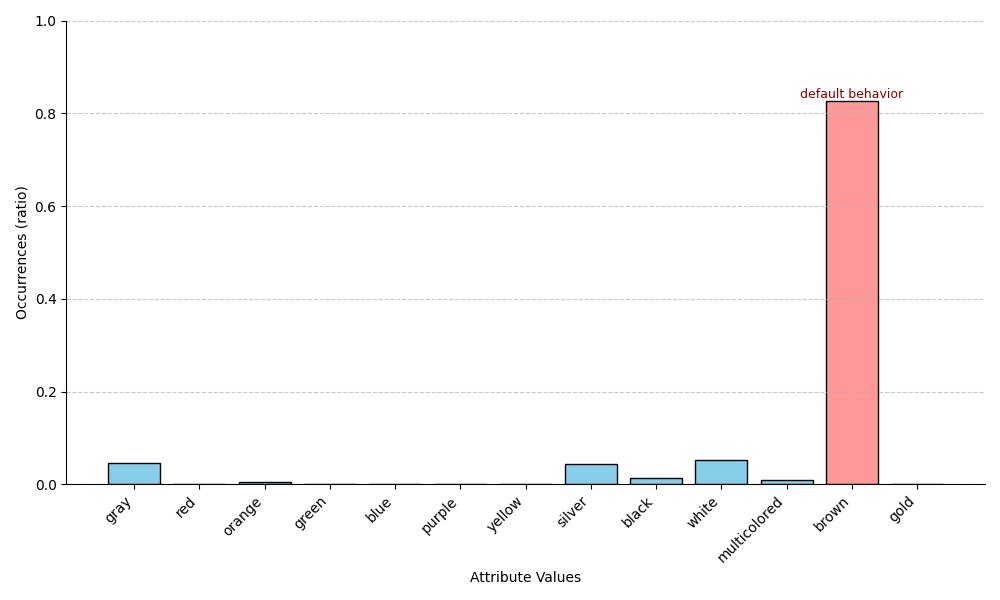 1.0
default behavior
0.8
0.6
0.4
0.2
0.0
Occurrences (ratio)
gray
red
orange
green
blue
purple
yellow
silver
black
white
multicolored
brown
gold
Attribute Values